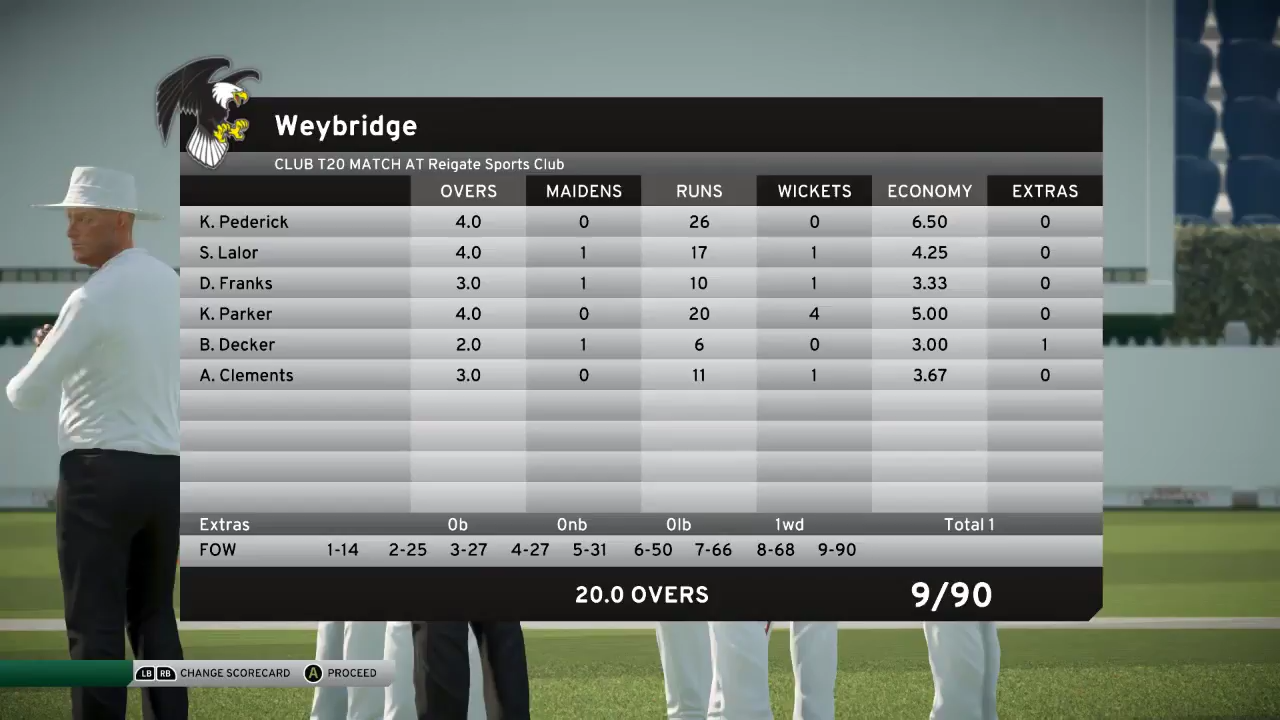 Weybridge
CLUB T20 MATCH AT Reigate Sports Club
OVERS MAIDENS RUNS WICKETS ECONOMY EXTRAS
K. Pederick 4.0 0 26 0 6.50 0
S. Lalor 4.0 1 17 1 4.25 0
D. Franks 3.0 1 10 1 3.33 0
K. Parker 4.0 0 20 4 5.00 0
B. Decker 2.0 1 6 0 3.00 1
A. Clements 3.0 0 11 1 3.67 0
Extras 0b 0nb 0lb 1wd Total 1
FOW 1-14 2-25 3-27 4-27 5-31 6-50 7-66 8-68 9-90
20.0 OVERS 9/90
LB RB CHANGE SCORECARD A PROCEED